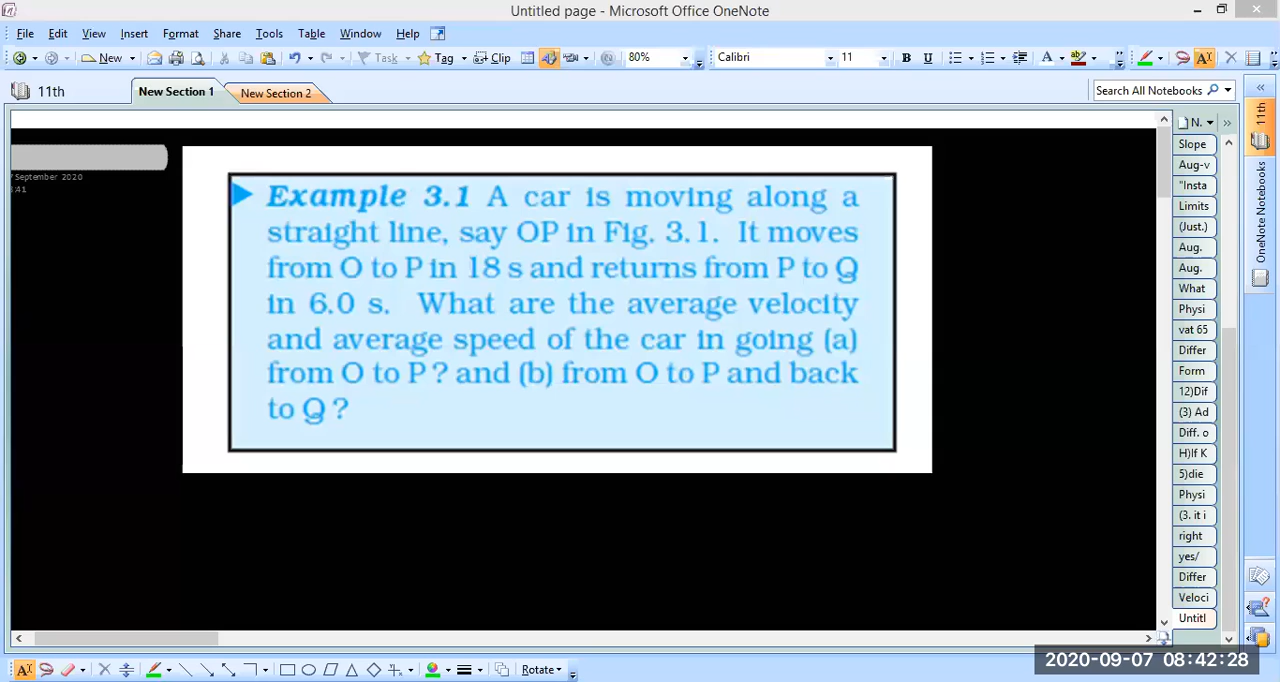 Untitled page - Microsoft Office OneNote
File Edit View Insert Format Share Tools Table Window Help
New Task Tag Clip 80% Calibri 11 B U A
11th New Section 1 New Section 2 Search All Notebooks
N.
Slope
Aug-v
"Insta
Limits
(Just.)
Aug.
Aug.
What
Physi
vat 65
Differ
Form
12)Dif
(3) Ad
Diff. o
H)If K
5)die
Physi
(3. it i
right
yes/
Differ
Veloci
Untitl
11th
OneNote Notebooks
September 2020
:41
Example 3.1 A car is moving along a
straight line, say OP in Fig. 3.1. It moves
from O to P in 18 s and returns from P to Q
in 6.0 s. What are the average velocity
and average speed of the car in going (a)
from O to P ? and (b) from O to P and back
to Q ?
2020-09-07 08:42:28
Rotate